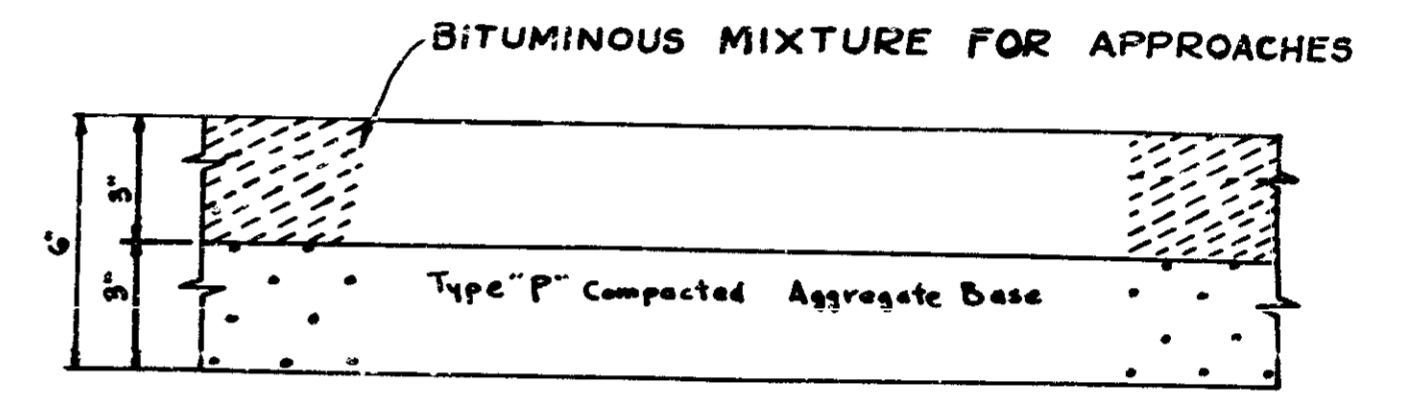 BITUMINOUS MIXTURE FOR APPROACHES
3"
6"
3"
Type "P" Compacted Aggregate Base